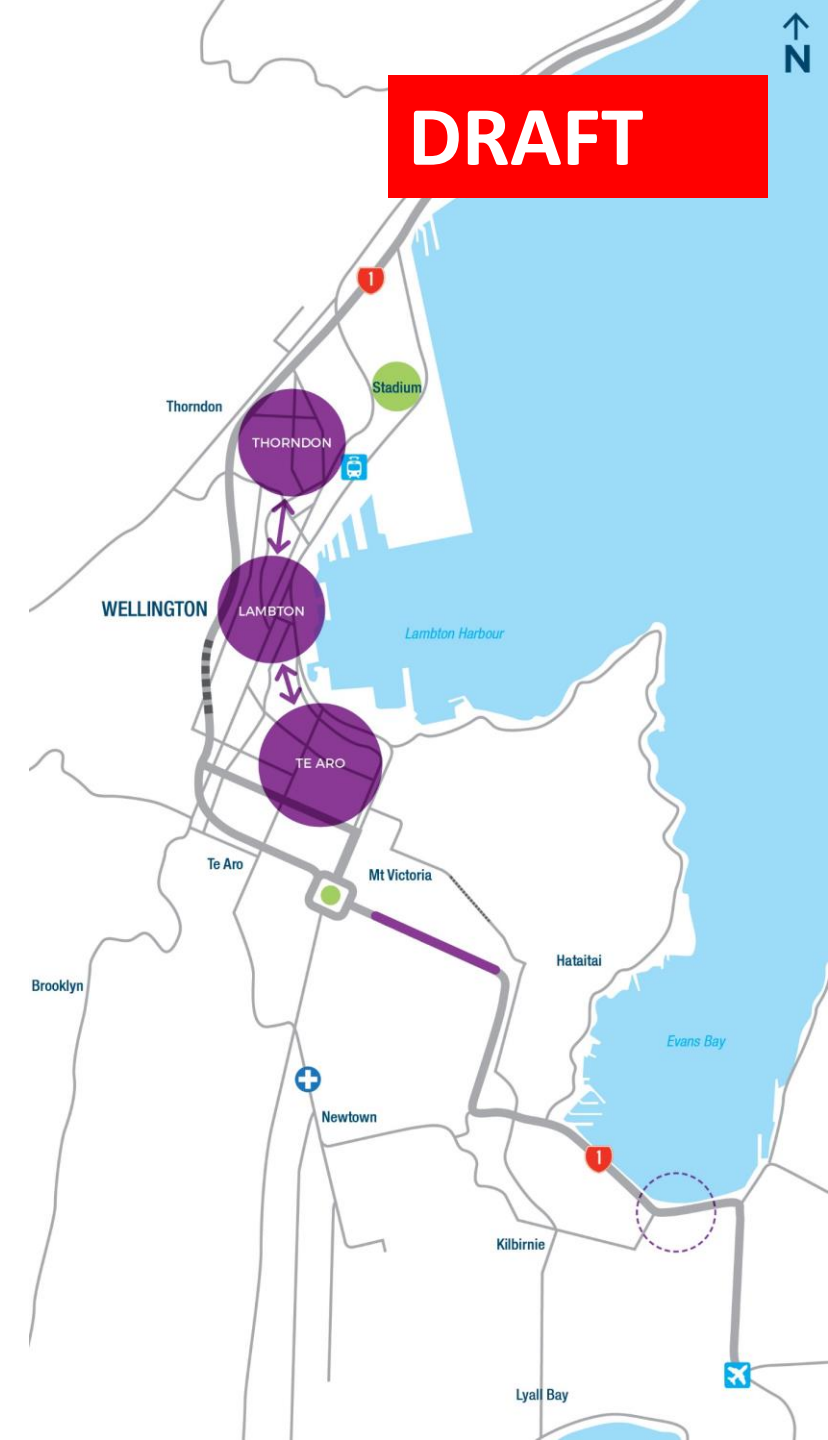 N
DRAFT
1
Stadium
Thorndon
THORNDON
WELLINGTON
LAMBTON
Lambton Harbour
TE ARO
Te Aro
Mt Victoria
Hataitai
Brooklyn
Evans Bay
Newtown
1
Kilbirnie
Lyall Bay